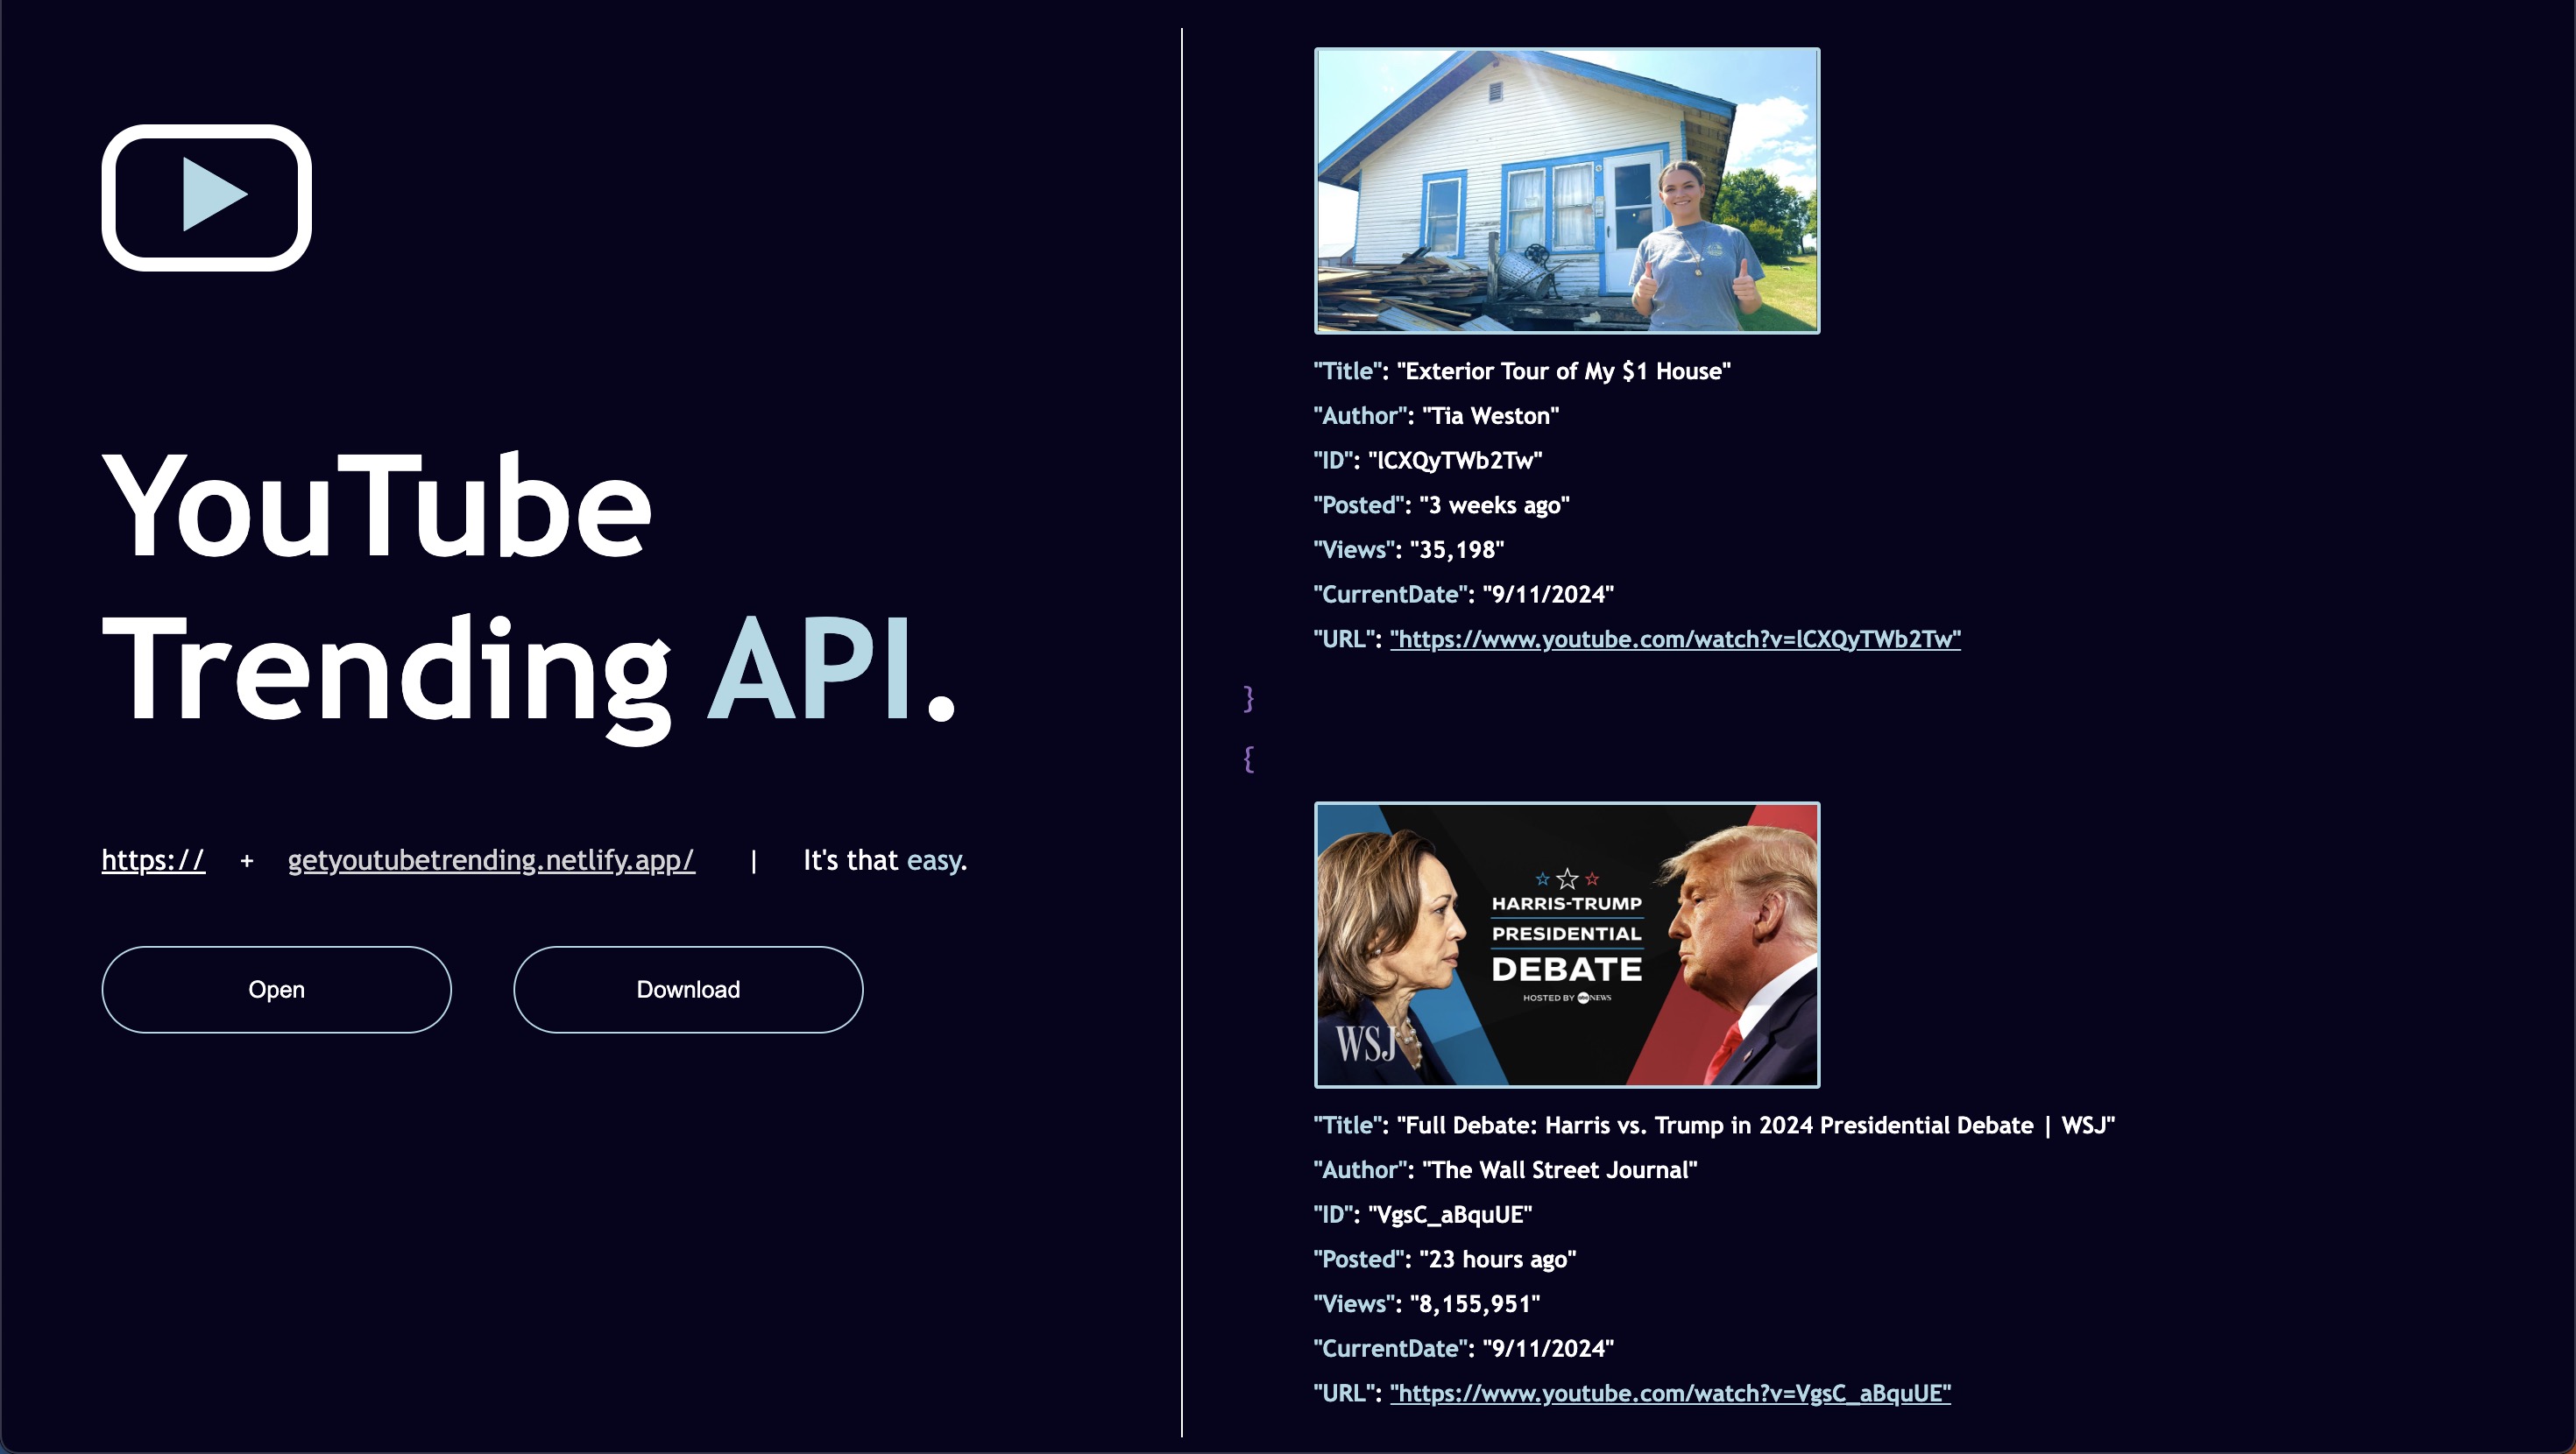 YouTube
Trending API.
https:// + getyoutubetrending.netlify.app/ | It's that easy.
Open Download
"Title": "Exterior Tour of My $1 House"
"Author": "Tia Weston"
"ID": "lCXQyTWb2Tw"
"Posted": "3 weeks ago"
"Views": "35,198"
"CurrentDate": "9/11/2024"
"URL": "https://www.youtube.com/watch?v=lCXQyTWb2Tw"
}
{
HARRIS-TRUMP
PRESIDENTIAL
DEBATE
HOSTED BY abc NEWS
WSJ
"Title": "Full Debate: Harris vs. Trump in 2024 Presidential Debate | WSJ"
"Author": "The Wall Street Journal"
"ID": "VgsC_aBquUE"
"Posted": "23 hours ago"
"Views": "8,155,951"
"CurrentDate": "9/11/2024"
"URL": "https://www.youtube.com/watch?v=VgsC_aBquUE"